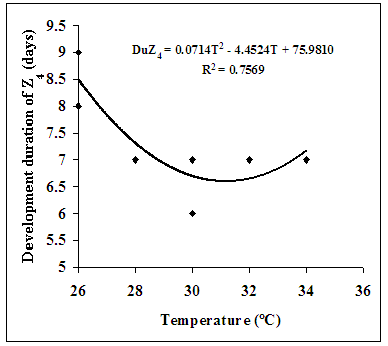 9.5
9
8.5
8
7.5
7
6.5
6
5.5
5
Development duration of Z₄ (days)
DuZ₄ = 0.0714T² - 4.4524T + 75.9810
R² = 0.7569
26 28 30 32 34 36
Temperature (ºC)